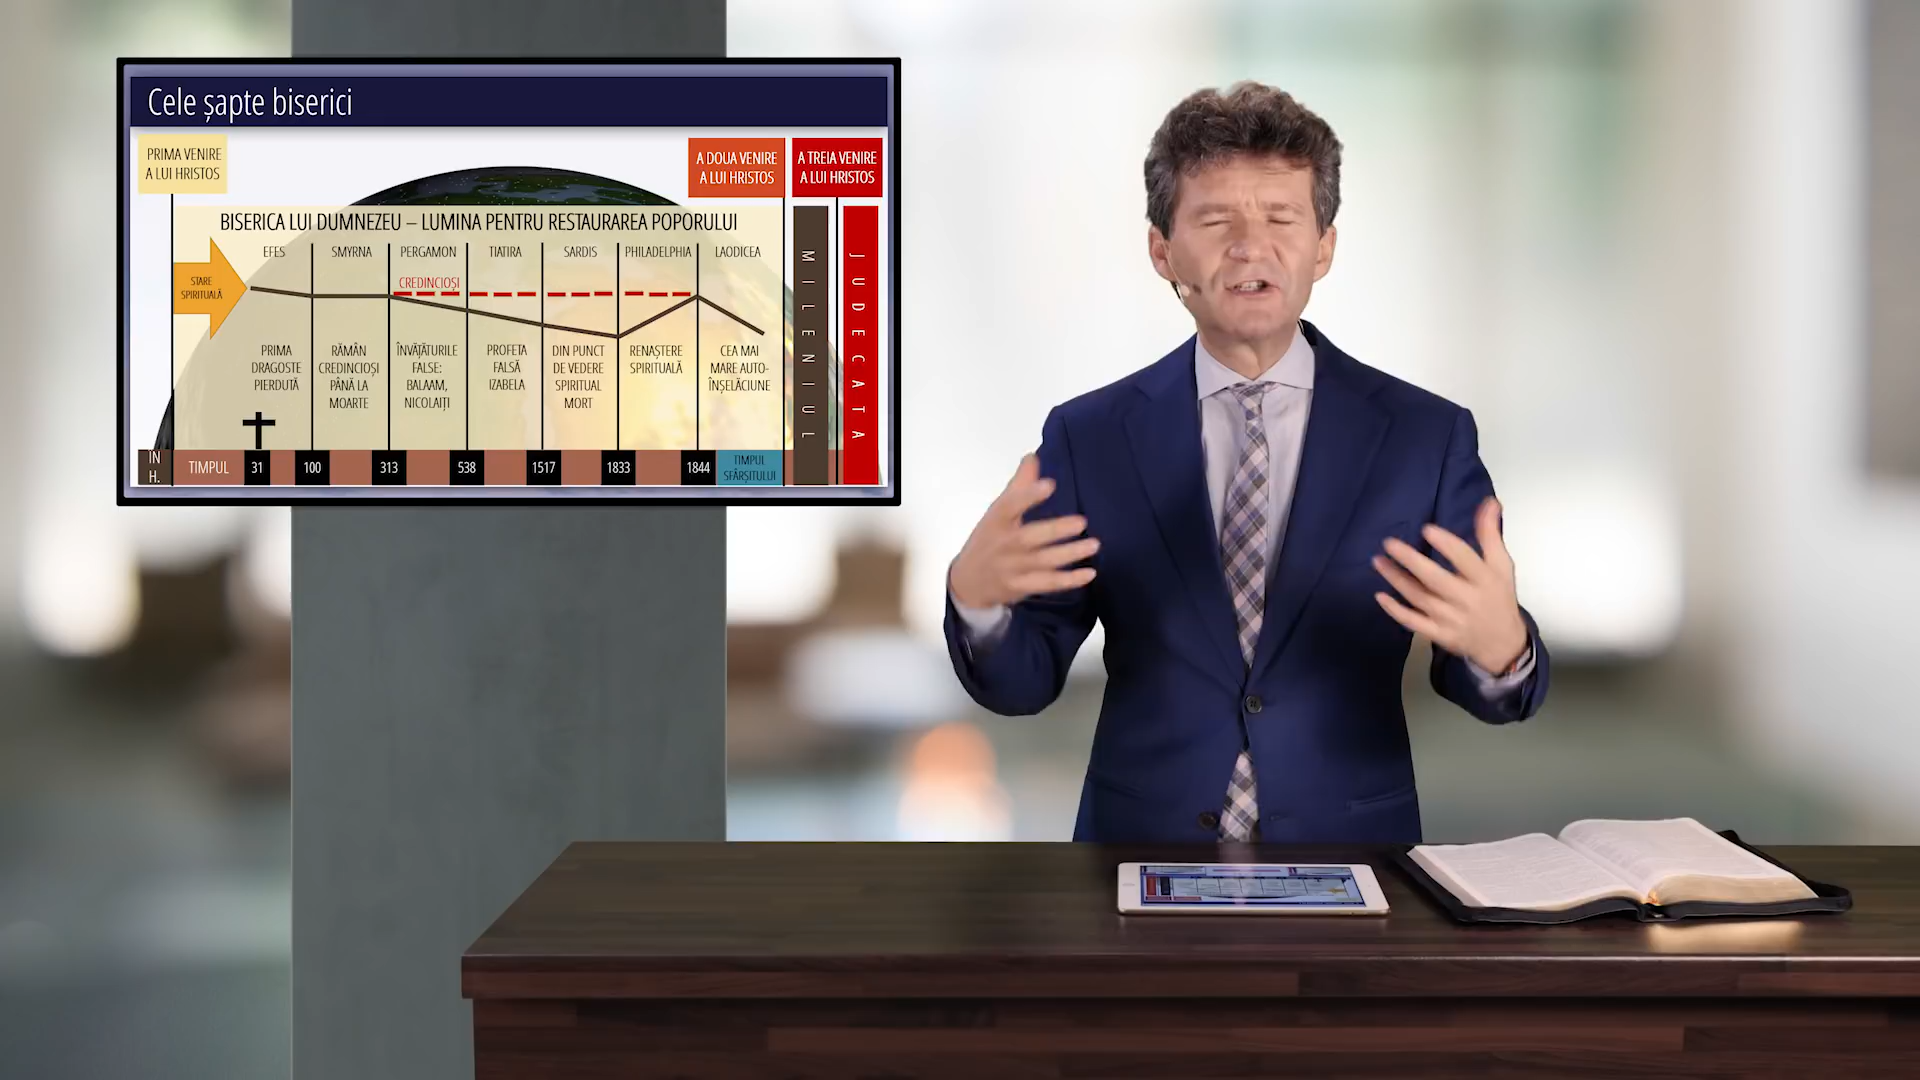 Cele șapte biserici
PRIMA VENIRE
A LUI HRISTOS
A DOUA VENIRE
A LUI HRISTOS
A TREIA VENIRE
A LUI HRISTOS
BISERICA LUI DUMNEZEU – LUMINA PENTRU RESTAURAREA POPORULUI
EFES
SMYRNA
PERGAMON
TIATIRA
SARDIS
PHILADELPHIA
LAODICEA
STARE
SPIRITUALĂ
CREDINCIOȘI
PRIMA
DRAGOSTE
PIERDUTĂ
RĂMÂN
CREDINCIOȘI
PÂNĂ LA
MOARTE
ÎNVĂȚĂTURILE
FALSE:
BALAAM,
NICOLAIȚI
PROFETA
FALSĂ
IZABELA
DIN PUNCT
DE VEDERE
SPIRITUAL
MORT
RENAȘTERE
SPIRITUALĂ
CEA MAI
MARE AUTO-
ÎNȘELĂCIUNE
MILENIUL
JUDECATA
IN
H.
TIMPUL
31
100
313
538
1517
1833
1844
TIMPUL
SFÂRȘITULUI